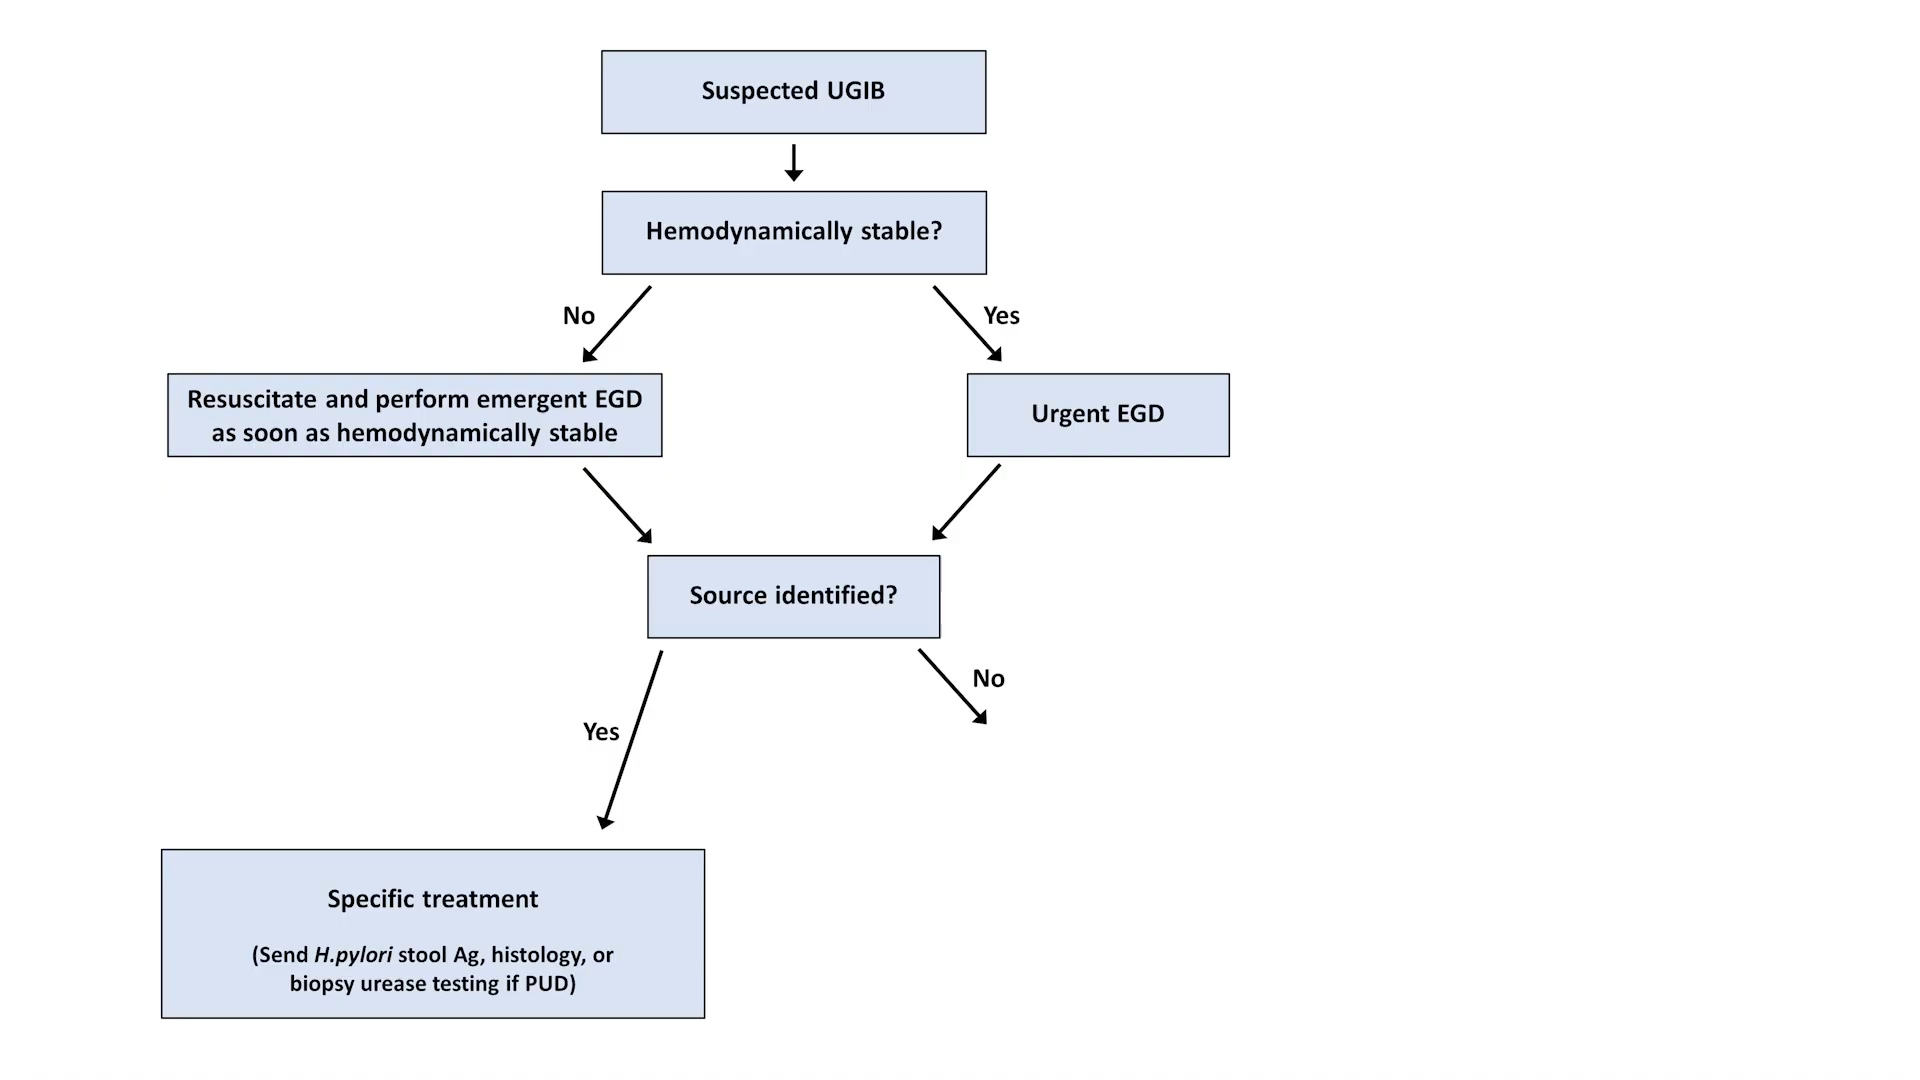 Suspected UGIB
Hemodynamically stable?
No
Yes
Resuscitate and perform emergent EGD
as soon as hemodynamically stable
Urgent EGD
Source identified?
No
Yes
Specific treatment
(Send H.pylori stool Ag, histology, or
biopsy urease testing if PUD)